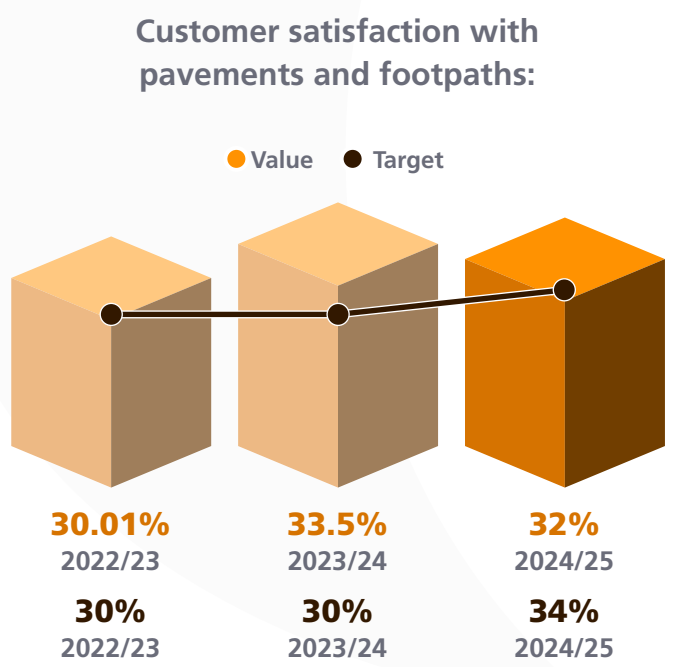 Customer satisfaction with
pavements and footpaths:
Value Target
30.01% 33.5% 32%
2022/23 2023/24 2024/25
30% 30% 34%
2022/23 2023/24 2024/25